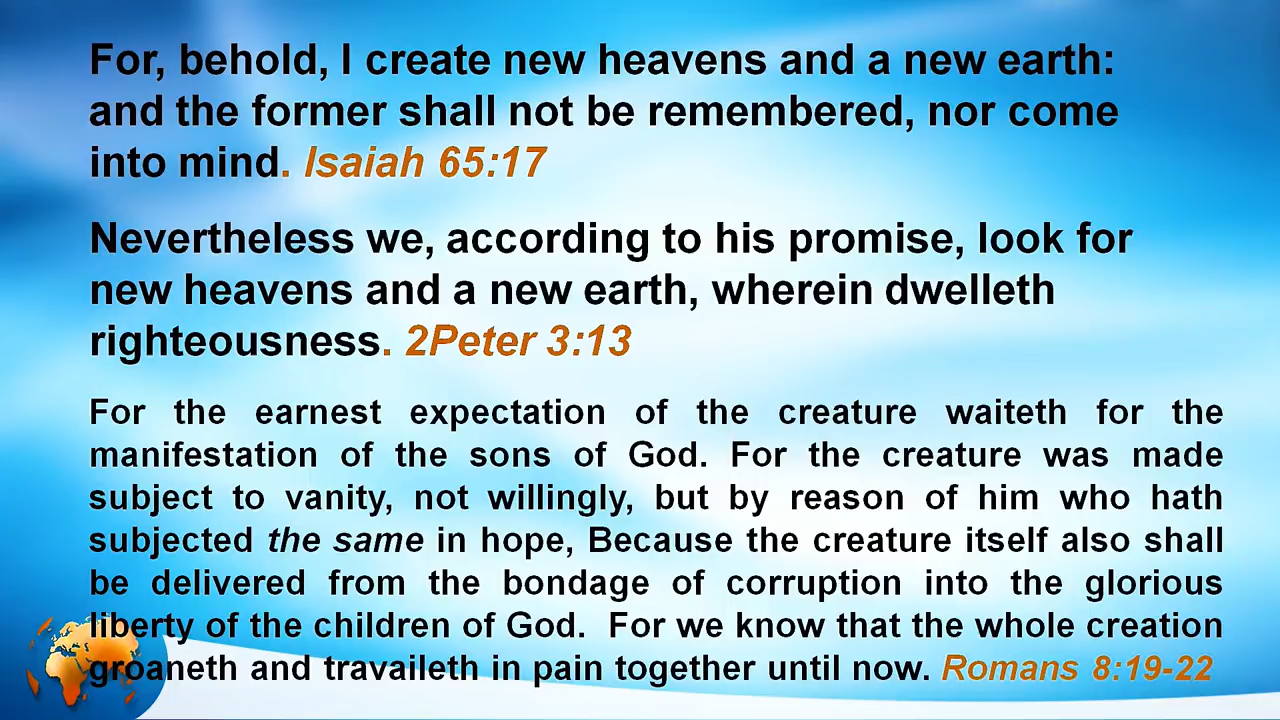 For, behold, I create new heavens and a new earth:
and the former shall not be remembered, nor come
into mind. Isaiah 65:17
Nevertheless we, according to his promise, look for
new heavens and a new earth, wherein dwelleth
righteousness. 2Peter 3:13
For the earnest expectation of the creature waiteth for the
manifestation of the sons of God. For the creature was made
subject to vanity, not willingly, but by reason of him who hath
subjected the same in hope, Because the creature itself also shall
be delivered from the bondage of corruption into the glorious
liberty of the children of God. For we know that the whole creation
groaneth and travaileth in pain together until now. Romans 8:19-22